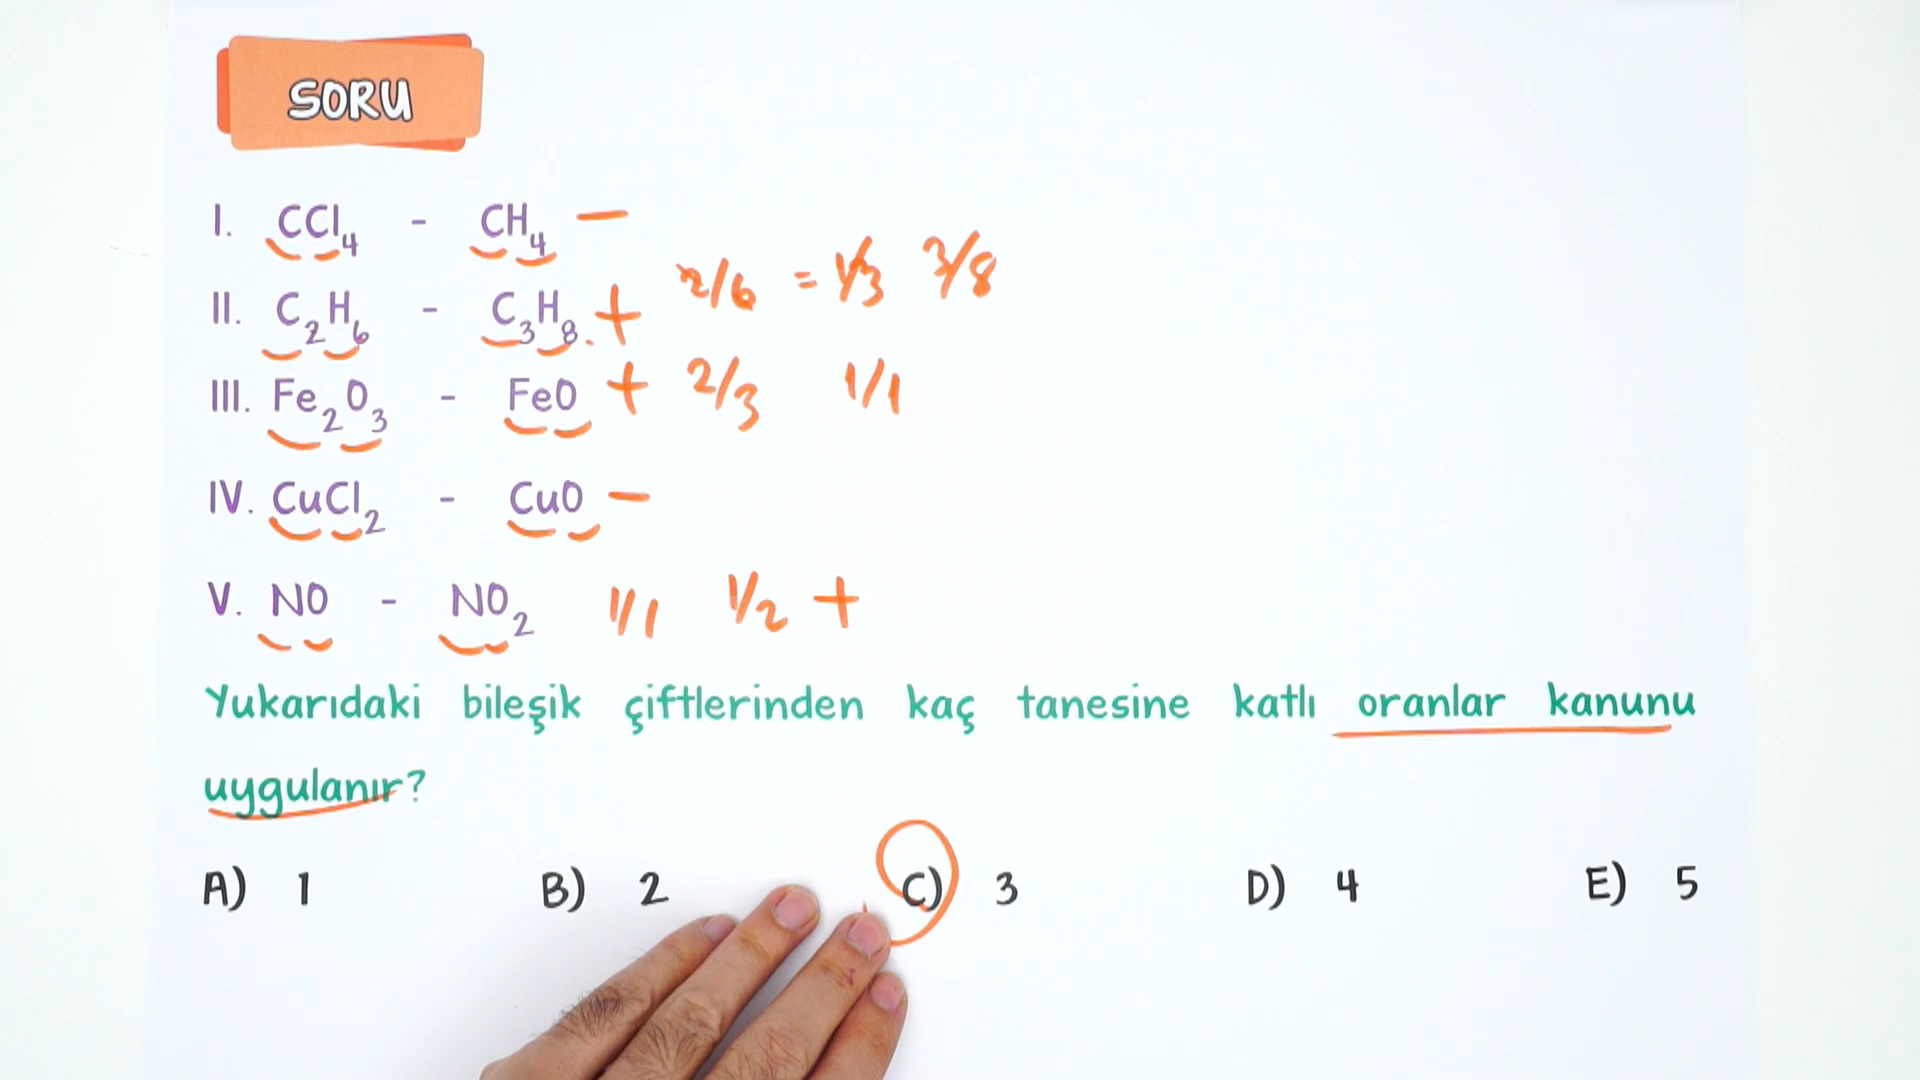 SORU
I. CCl₄ - CH₄ —
II. C₂H₆ - C₃H₈. + 2/6 = 1/3 3/8
III. Fe₂O₃ - FeO + 2/3 1/1
IV. CuCl₂ - CuO —
V. NO - NO₂ 1/1 1/2 +
Yukarıdaki bileşik çiftlerinden kaç tanesine katlı oranlar kanunu
uygulanır?
A) 1 B) 2 C) 3 D) 4 E) 5